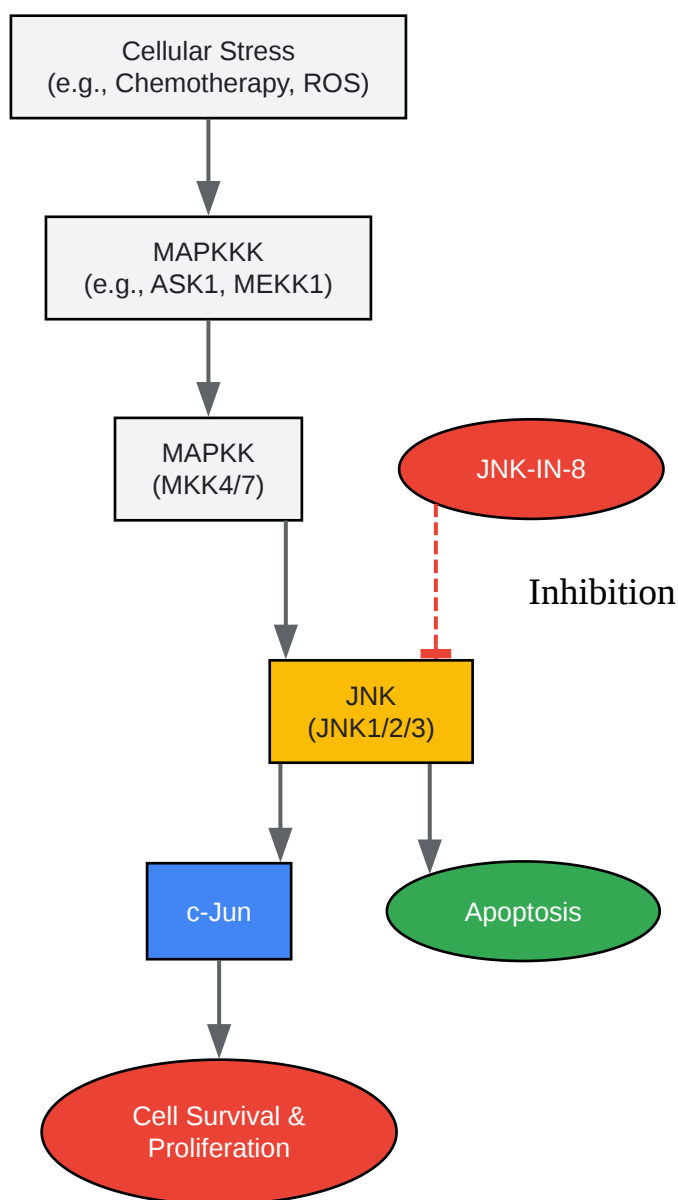 Cellular Stress
(e.g., Chemotherapy, ROS)
MAPKKK
(e.g., ASK1, MEKK1)
MAPKK
(MKK4/7)
JNK-IN-8
Inhibition
JNK
(JNK1/2/3)
c-Jun
Apoptosis
Cell Survival &
Proliferation